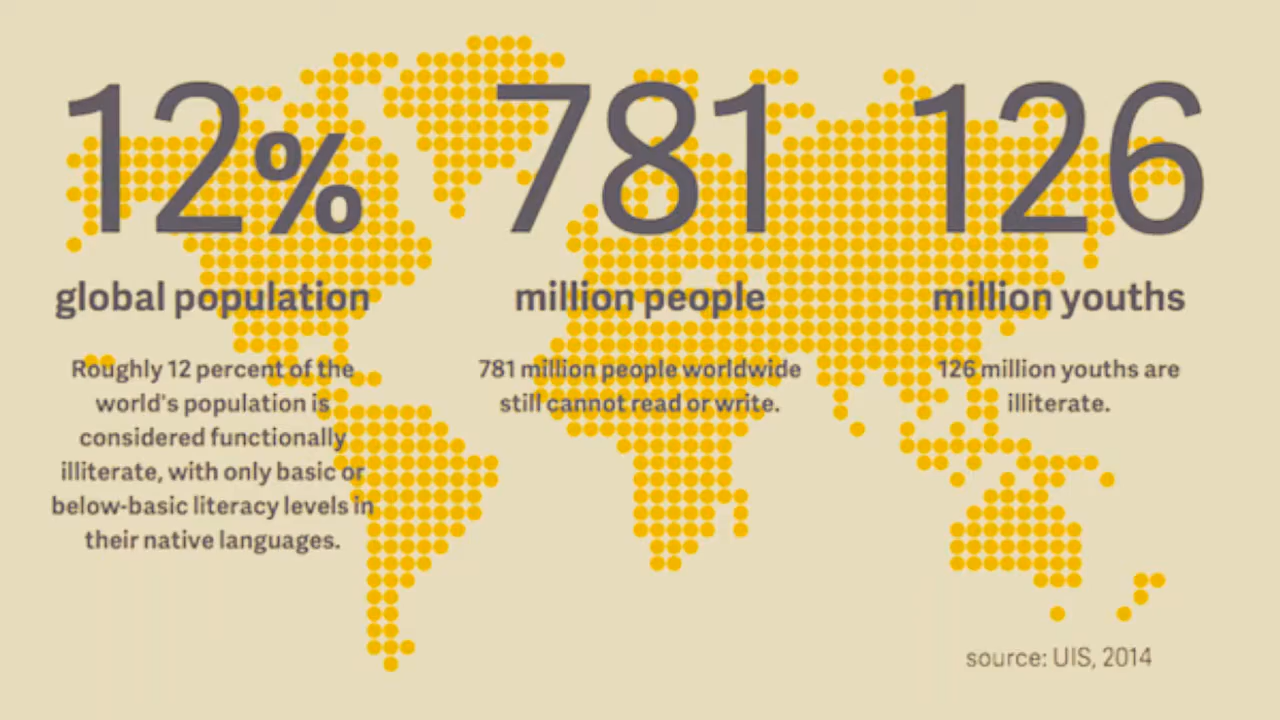 12%
global population
Roughly 12 percent of the
world's population is
considered functionally
illiterate, with only basic or
below-basic literacy levels in
their native languages.
781
million people
781 million people worldwide
still cannot read or write.
126
million youths
126 million youths are
illiterate.
source: UIS, 2014